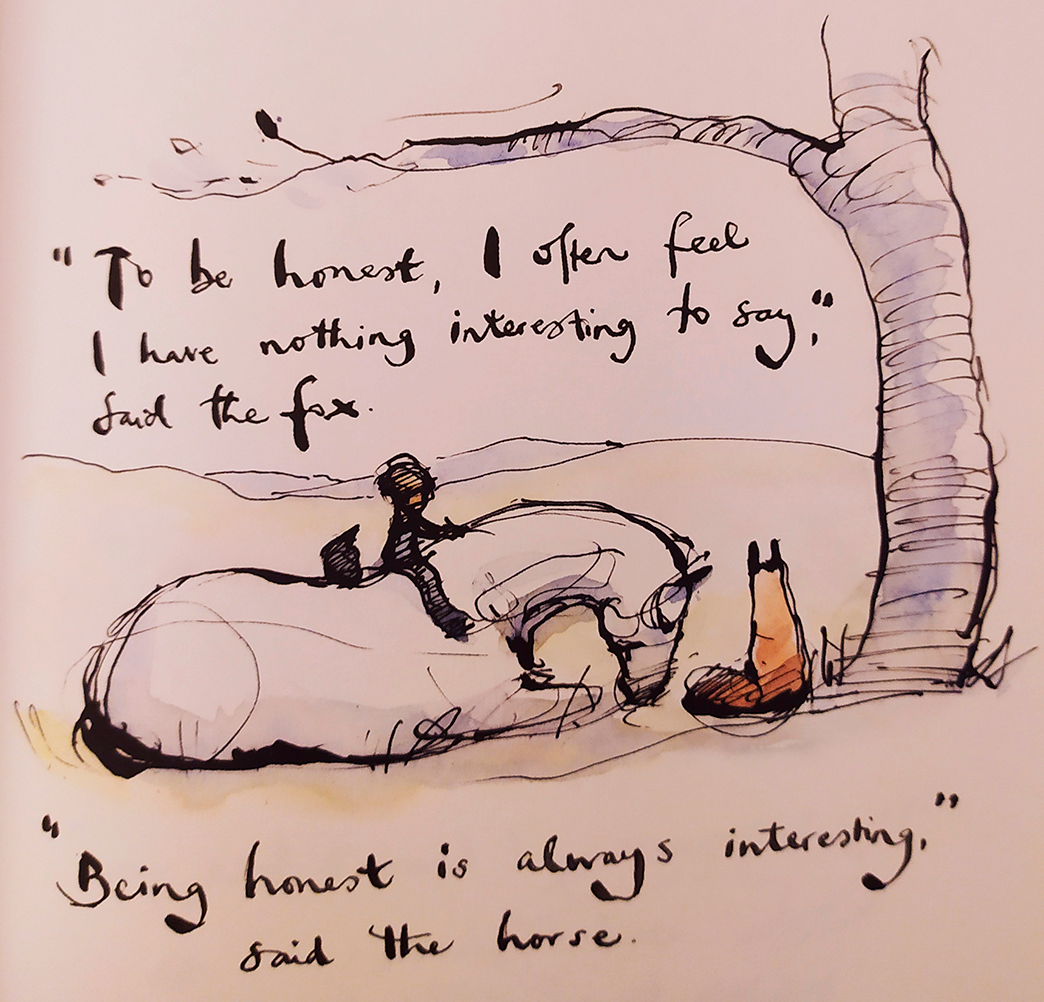 "To be honest, I often feel
I have nothing interesting to say,"
said the fox.
"Being honest is always interesting,"
said the horse.